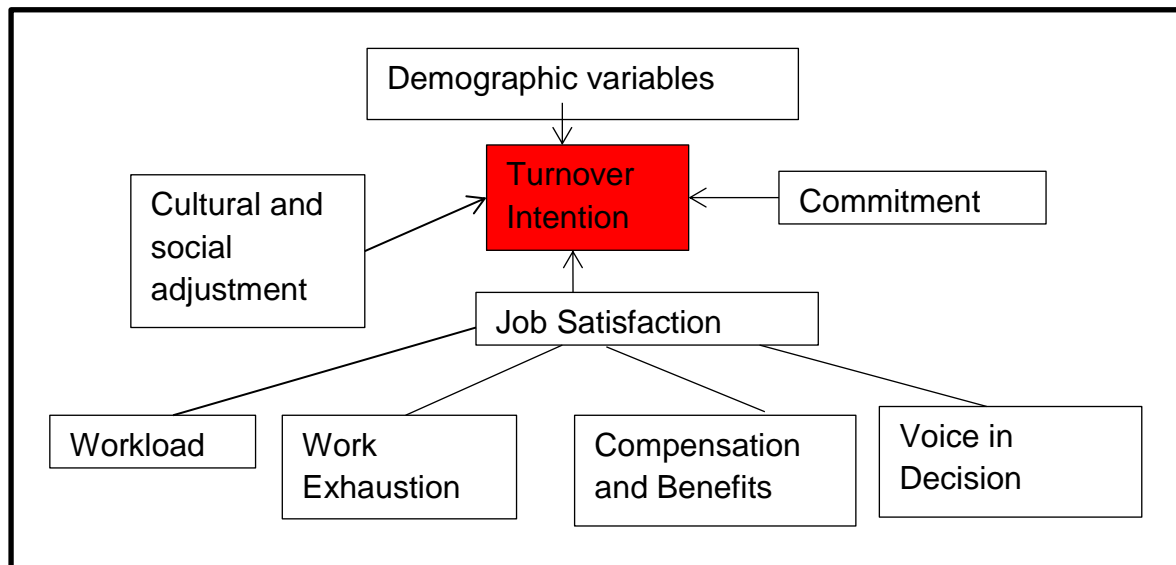 Demographic variables
Turnover
Intention
Cultural and
social
adjustment
Commitment
Job Satisfaction
Workload
Work
Exhaustion
Compensation
and Benefits
Voice in
Decision